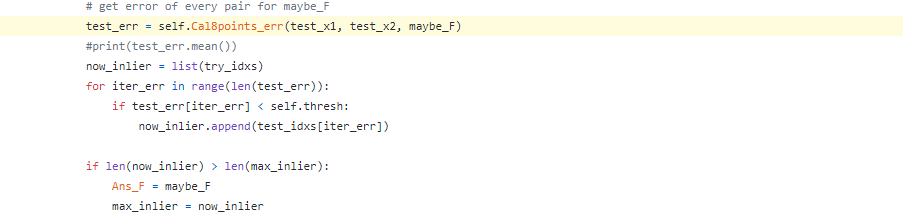 # get error of every pair for maybe_F
test_err = self.Cal8points_err(test_x1, test_x2, maybe_F)
#print(test_err.mean())
now_inlier = list(try_idxs)
for iter_err in range(len(test_err)):
if test_err[iter_err] < self.thresh:
now_inlier.append(test_idxs[iter_err])
if len(now_inlier) > len(max_inlier):
Ans_F = maybe_F
max_inlier = now_inlier